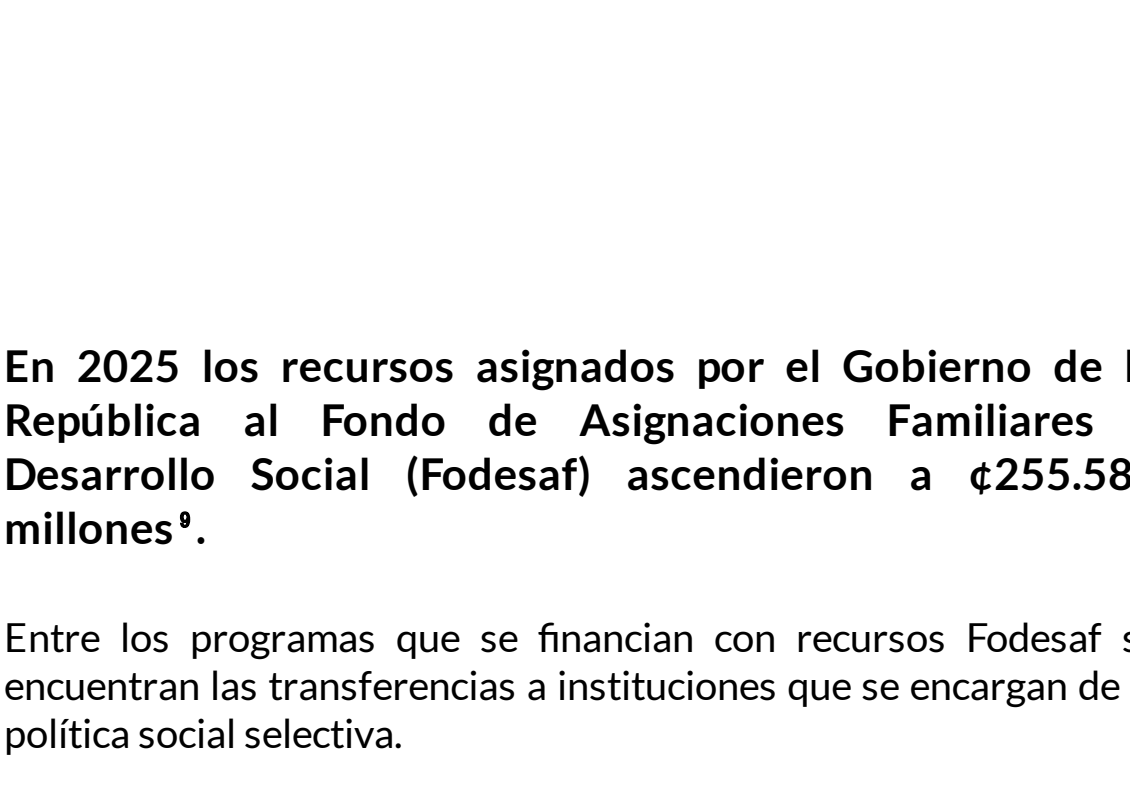 En 2025 los recursos asignados por el Gobierno de
República al Fondo de Asignaciones Familiares
Desarrollo Social (Fodesaf) ascendieron a ¢255.58
millones⁹.
Entre los programas que se financian con recursos Fodesaf
encuentran las transferencias a instituciones que se encargan de
política social selectiva.